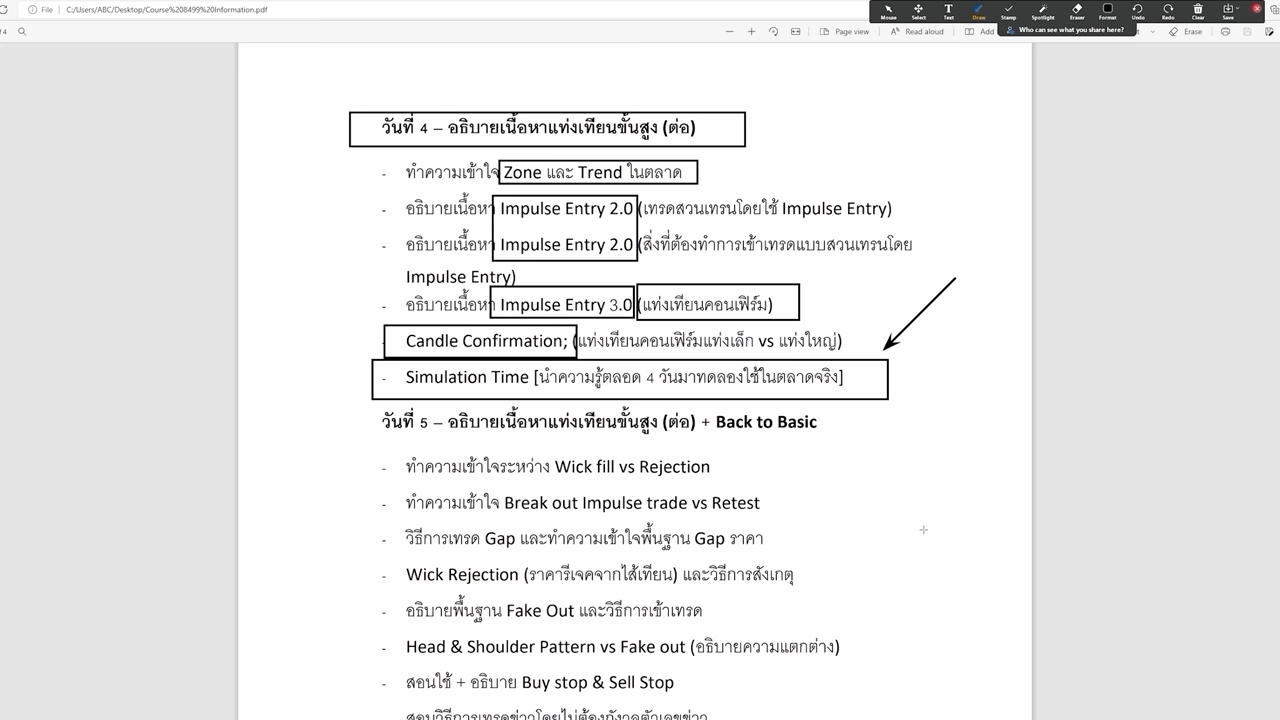 File C:/Users/ABC/Desktop/Course%208499%20Information.pdf
Mouse Select Text Draw Stamp Spotlight Eraser Format Undo Redo Clear Save
Who can see what you share here?
Page view Read aloud Add Erase
วันที่ 4 – อธิบายเนื้อหาแท่งเทียนขั้นสูง (ต่อ)
- ทำความเข้าใจ Zone และ Trend ในตลาด
- อธิบายเนื้อหา Impulse Entry 2.0 (เทรดสวนเทรนโดยใช้ Impulse Entry)
- อธิบายเนื้อหา Impulse Entry 2.0 (สิ่งที่ต้องทำการเข้าเทรดแบบสวนเทรนโดย
Impulse Entry)
- อธิบายเนื้อหา Impulse Entry 3.0 (แท่งเทียนคอนเฟิร์ม)
- Candle Confirmation; (แท่งเทียนคอนเฟิร์มแท่งเล็ก vs แท่งใหญ่)
- Simulation Time [นำความรู้ตลอด 4 วันมาทดลองใช้ในตลาดจริง]
วันที่ 5 – อธิบายเนื้อหาแท่งเทียนขั้นสูง (ต่อ) + Back to Basic
- ทำความเข้าใจระหว่าง Wick fill vs Rejection
- ทำความเข้าใจ Break out Impulse trade vs Retest
- วิธีการเทรด Gap และทำความเข้าใจพื้นฐาน Gap ราคา
- Wick Rejection (ราคารีเจคจากไส้เทียน) และวิธีการสังเกตุ
- อธิบายพื้นฐาน Fake Out และวิธีการเข้าเทรด
- Head & Shoulder Pattern vs Fake out (อธิบายความแตกต่าง)
- สอนใช้ + อธิบาย Buy stop & Sell Stop